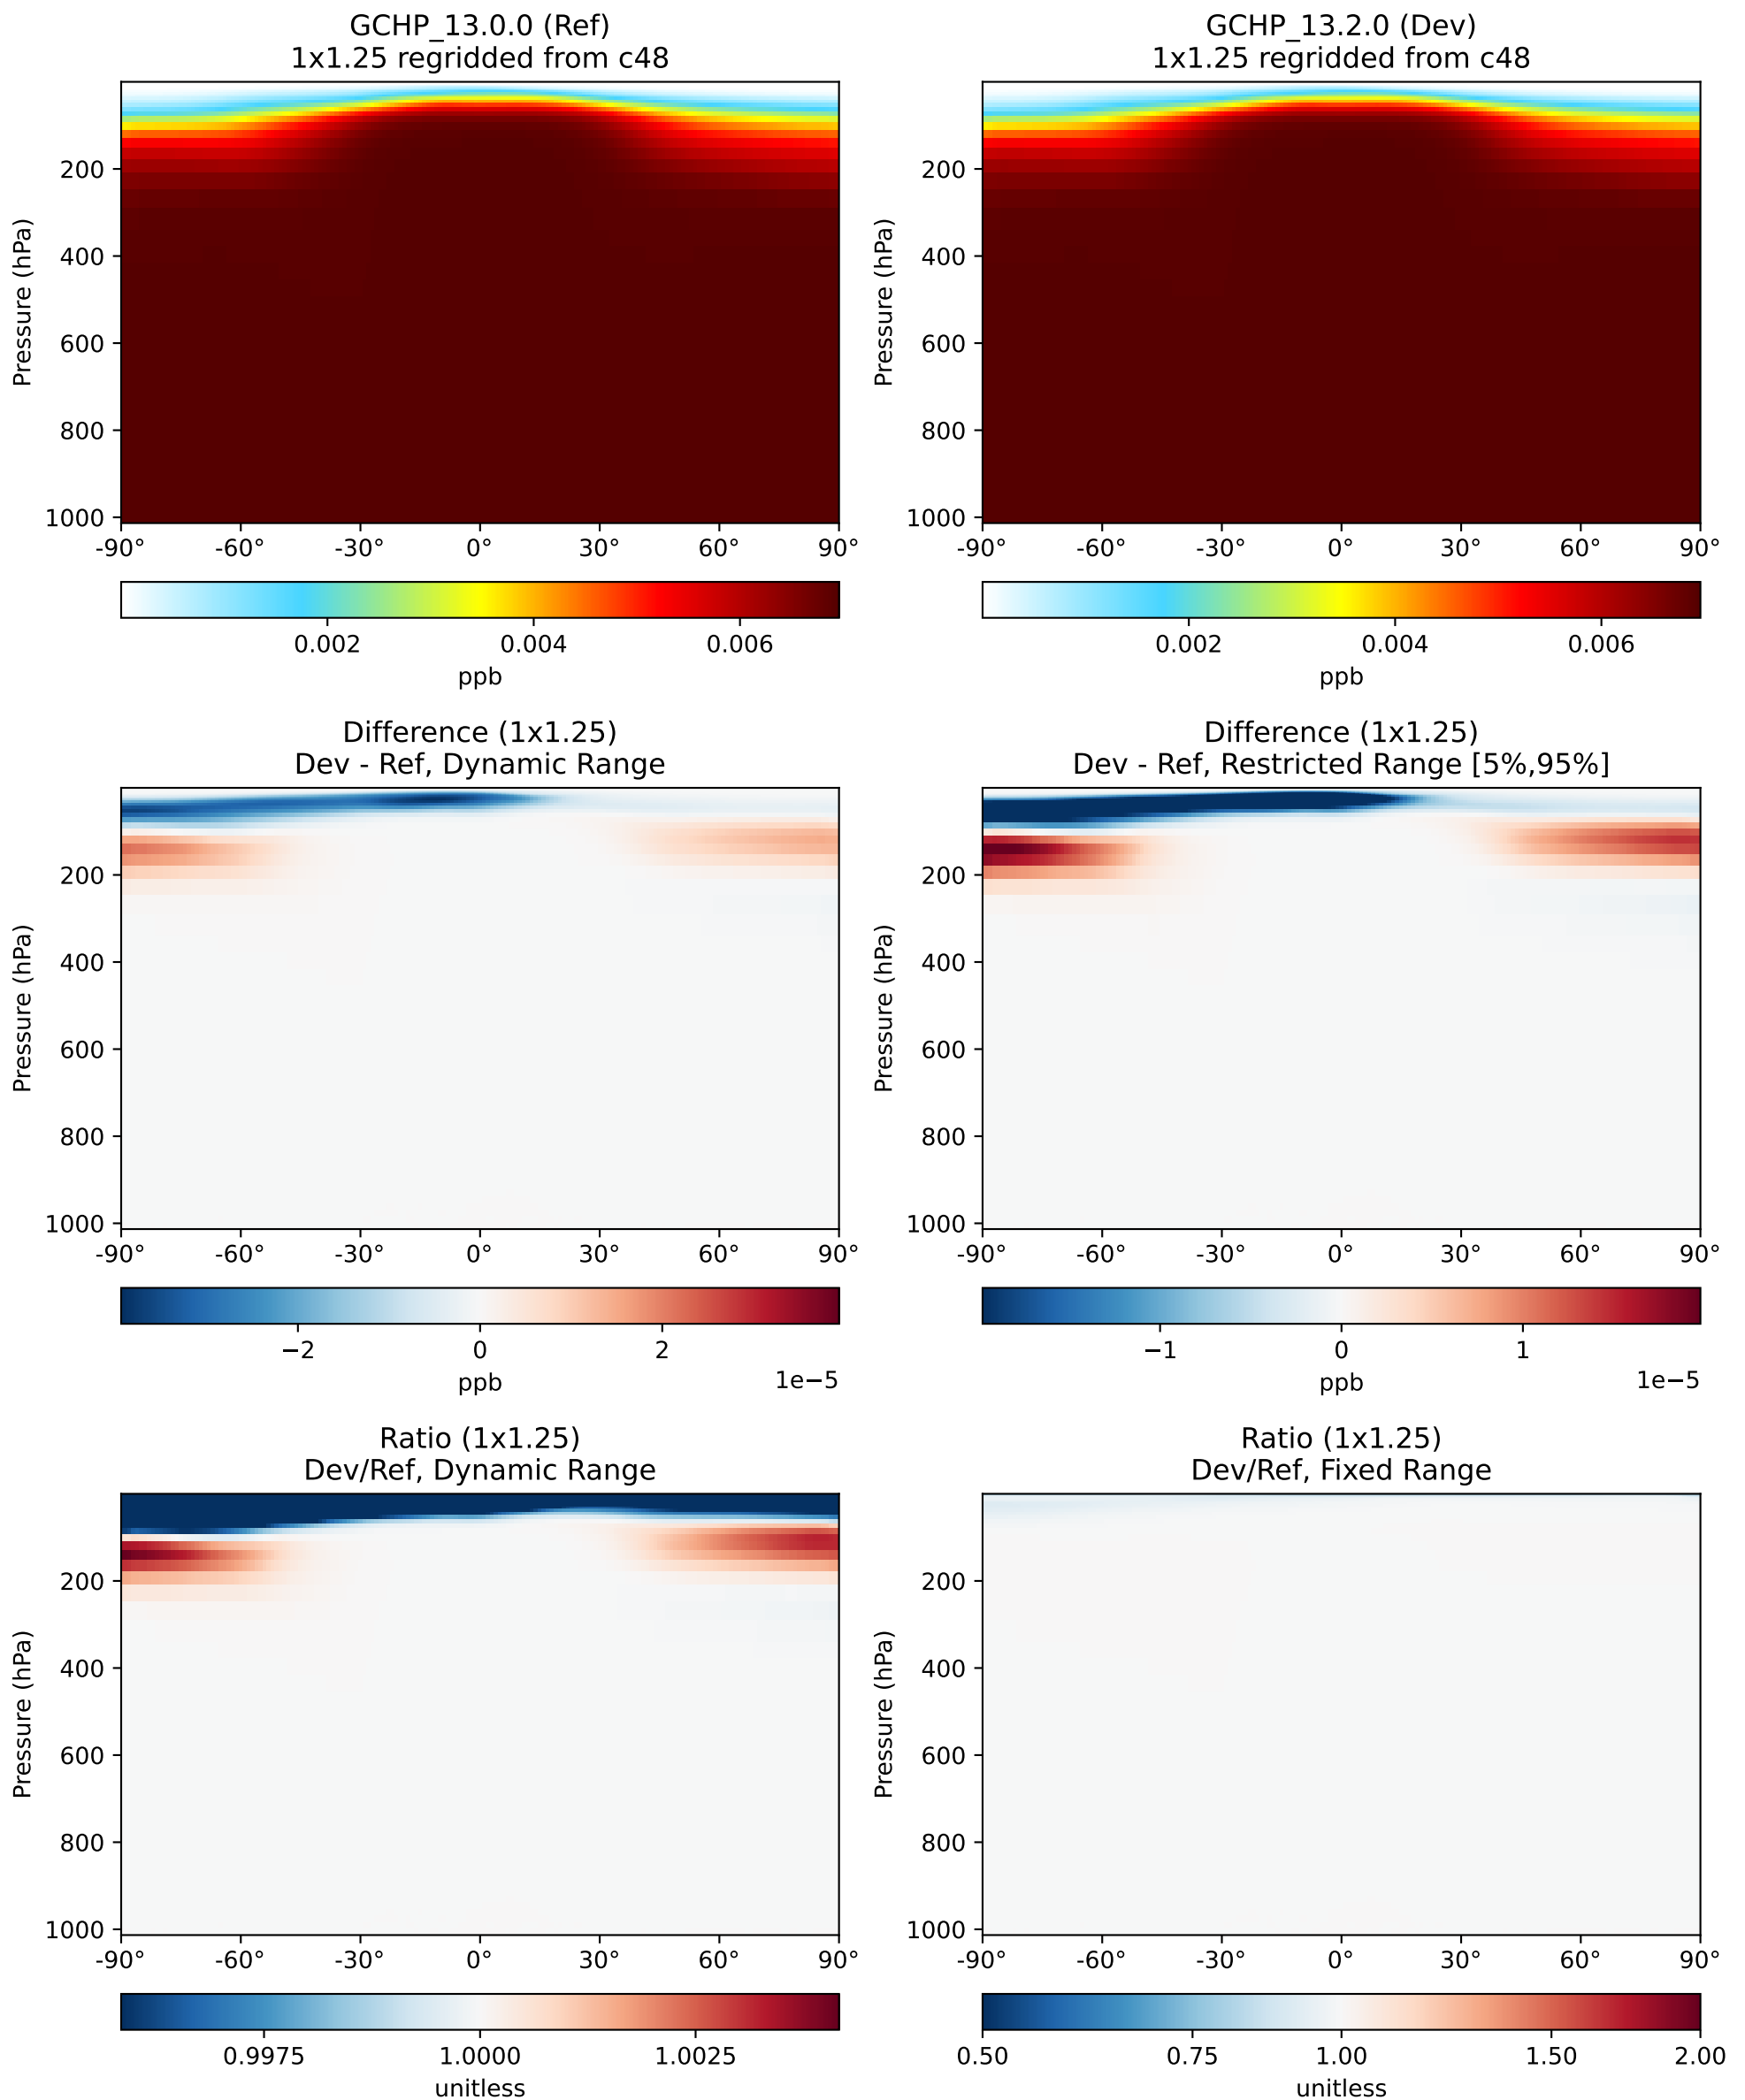 GCHP_13.0.0 (Ref)
1x1.25 regridded from c48
Pressure (hPa)
200
400
600
800
1000
-90° -60° -30° 0° 30° 60° 90°
0.002 0.004 0.006
ppb
GCHP_13.2.0 (Dev)
1x1.25 regridded from c48
Pressure (hPa)
200
400
600
800
1000
-90° -60° -30° 0° 30° 60° 90°
0.002 0.004 0.006
ppb
Difference (1x1.25)
Dev - Ref, Dynamic Range
Pressure (hPa)
200
400
600
800
1000
-90° -60° -30° 0° 30° 60° 90°
−2 0 2
ppb 1e−5
Difference (1x1.25)
Dev - Ref, Restricted Range [5%,95%]
Pressure (hPa)
200
400
600
800
1000
-90° -60° -30° 0° 30° 60° 90°
−1 0 1
ppb 1e−5
Ratio (1x1.25)
Dev/Ref, Dynamic Range
Pressure (hPa)
200
400
600
800
1000
-90° -60° -30° 0° 30° 60° 90°
0.9975 1.0000 1.0025
unitless
Ratio (1x1.25)
Dev/Ref, Fixed Range
Pressure (hPa)
200
400
600
800
1000
-90° -60° -30° 0° 30° 60° 90°
0.50 0.75 1.00 1.50 2.00
unitless